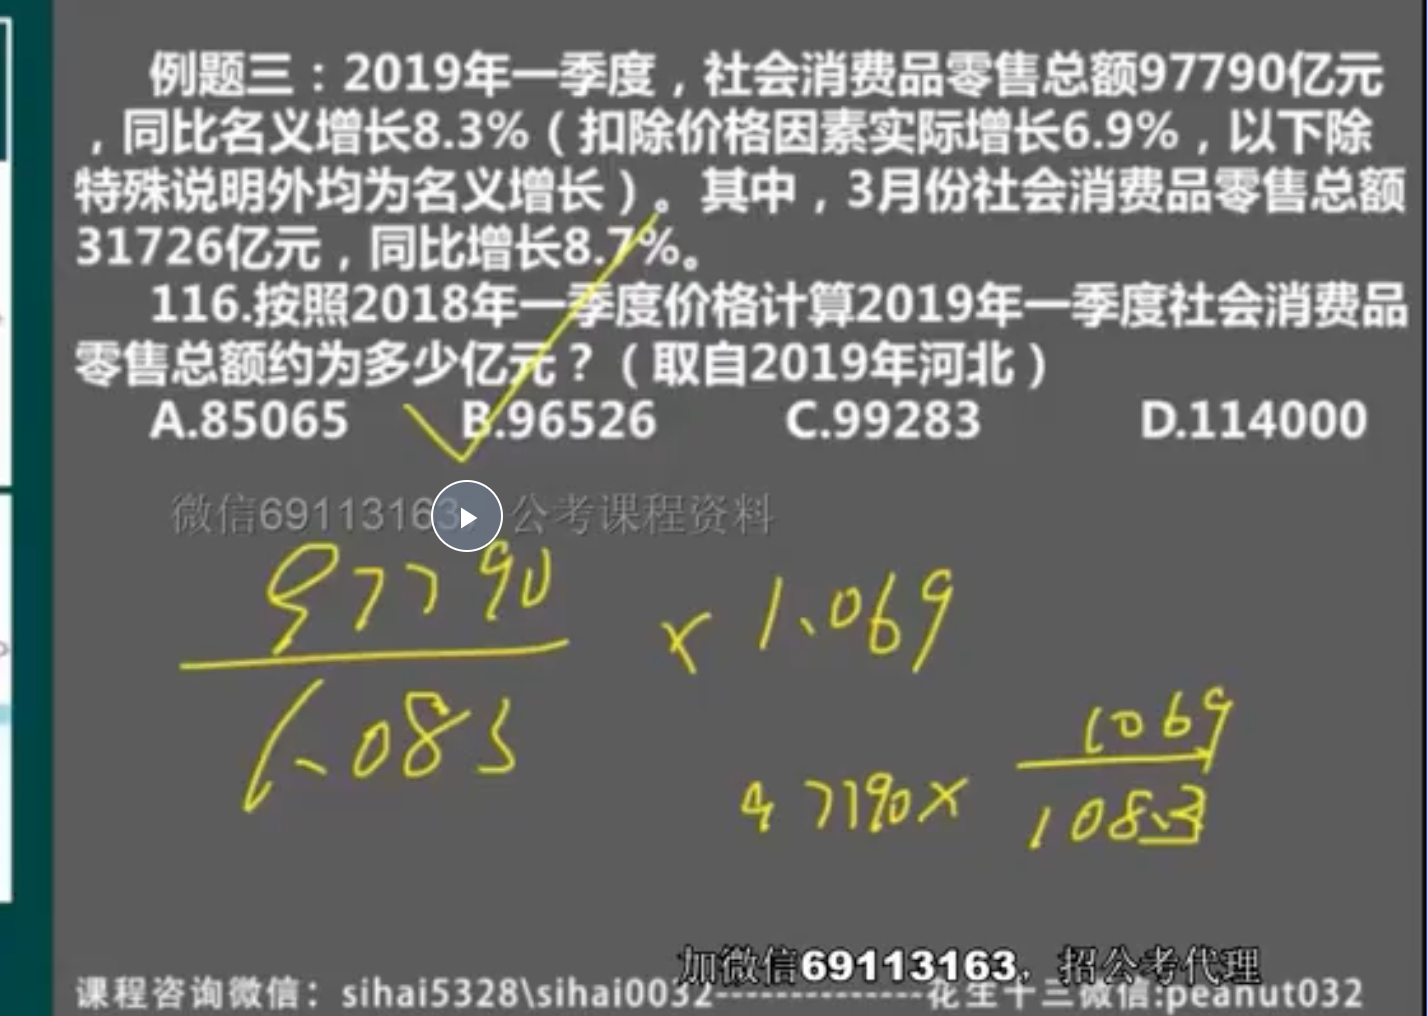 例题三：2019年一季度，社会消费品零售总额97790亿元
，同比名义增长8.3%（扣除价格因素实际增长6.9%，以下除
特殊说明外均为名义增长）。其中，3月份社会消费品零售总额
31726亿元，同比增长8.7%。
116.按照2018年一季度价格计算2019年一季度社会消费品
零售总额约为多少亿元？（取自2019年河北）
A.85065 B.96526 C.99283 D.114000
微信69113163，公考课程资料
97790
1.083
× 1.069
1069
97790×
1083
加微信69113163，招公考代理
课程咨询微信：sihai5328\sihai0032--------------花生十三微信:peanut032